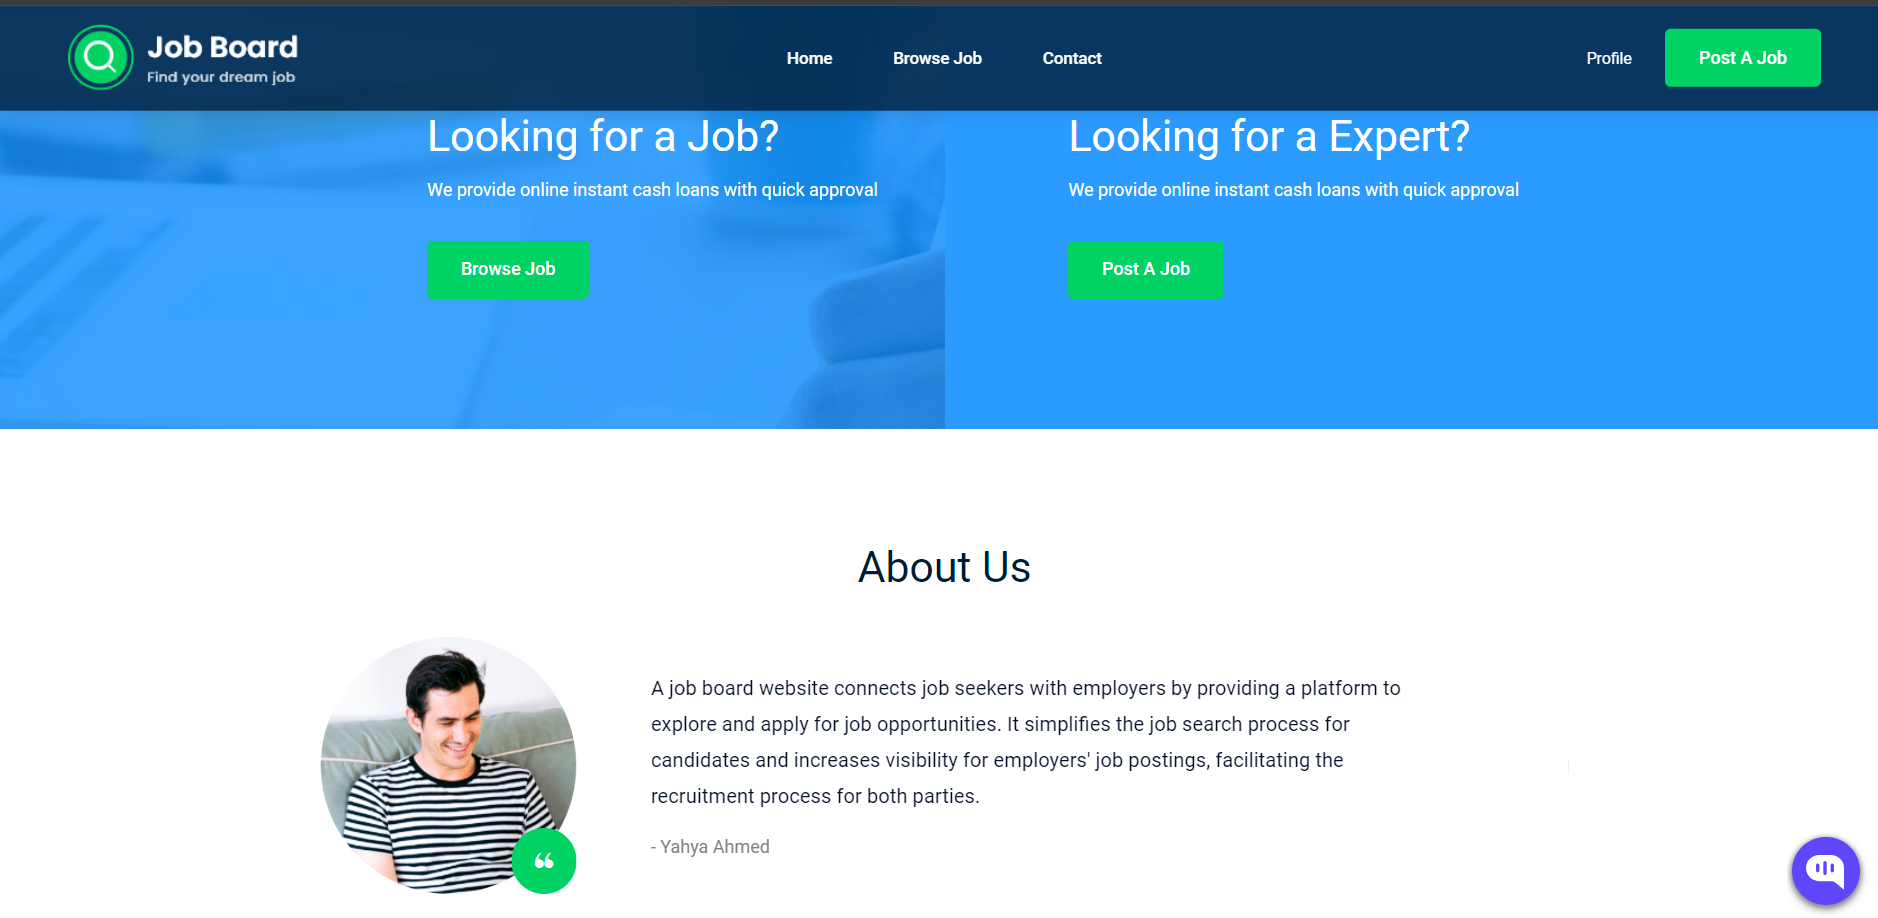 Job Board
Find your dream job
Home
Browse Job
Contact
Profile
Post A Job
Looking for a Job?
We provide online instant cash loans with quick approval
Browse Job
Looking for a Expert?
We provide online instant cash loans with quick approval
Post A Job
About Us
A job board website connects job seekers with employers by providing a platform to
explore and apply for job opportunities. It simplifies the job search process for
candidates and increases visibility for employers' job postings, facilitating the
recruitment process for both parties.
- Yahya Ahmed